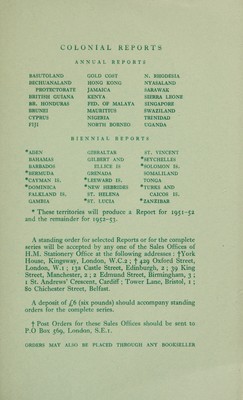 COLONIAL REPORTS
ANNUAL REPORTS
BASUTOLAND GOLD COST N. RHODESIA
BECHUANALAND HONG KONG NYASALAND
PROTECTORATE JAMAICA SARAWAK
BRITISH GUIANA KENYA SIERRA LEONE
BR. HONDURAS FED. OF MALAYA SINGAPORE
BRUNEI MAURITIUS SWAZILAND
CYPRUS NIGERIA TRINIDAD
FIJI NORTH BORNEO UGANDA
BIENNIAL REPORTS
*ADEN GIBRALTAR ST. VINCENT
BAHAMAS GILBERT AND *SEYCHELLES
BARBADOS ELLICE IS *SOLOMON IS.
*BERMUDA GRENADA SOMALILAND
*CAYMAN IS. *LEEWARD IS. TONGA
*DOMINICA *NEW HEBRIDES *TURKS AND
FALKLAND IS. ST. HELENA CAICOS IS.
GAMBIA *ST. LUCIA *ZANZIBAR
* These territories will produce a Report for 1951-52
and the remainder for 1952-53.
A standing order for selected Reports or for the complete
series will be accepted by any one of the Sales Offices of
H.M. Stationery Office at the following addresses : †York
House, Kingsway, London, W.C.2 ; † 429 Oxford Street,
London, W.1 ; 13a Castle Street, Edinburgh, 2 ; 39 King
Street, Manchester, 2 ; 2 Edmund Street, Birmingham, 3 ;
1 St. Andrews' Crescent, Cardiff ; Tower Lane, Bristol, 1 ;
80 Chichester Street, Belfast.
A deposit of £6 (six pounds) should accompany standing
orders for the complete series.
† Post Orders for these Sales Offices should be sent to
P.O Box 569, London, S.E.1.
ORDERS MAY ALSO BE PLACED THROUGH ANY BOOKSELLER